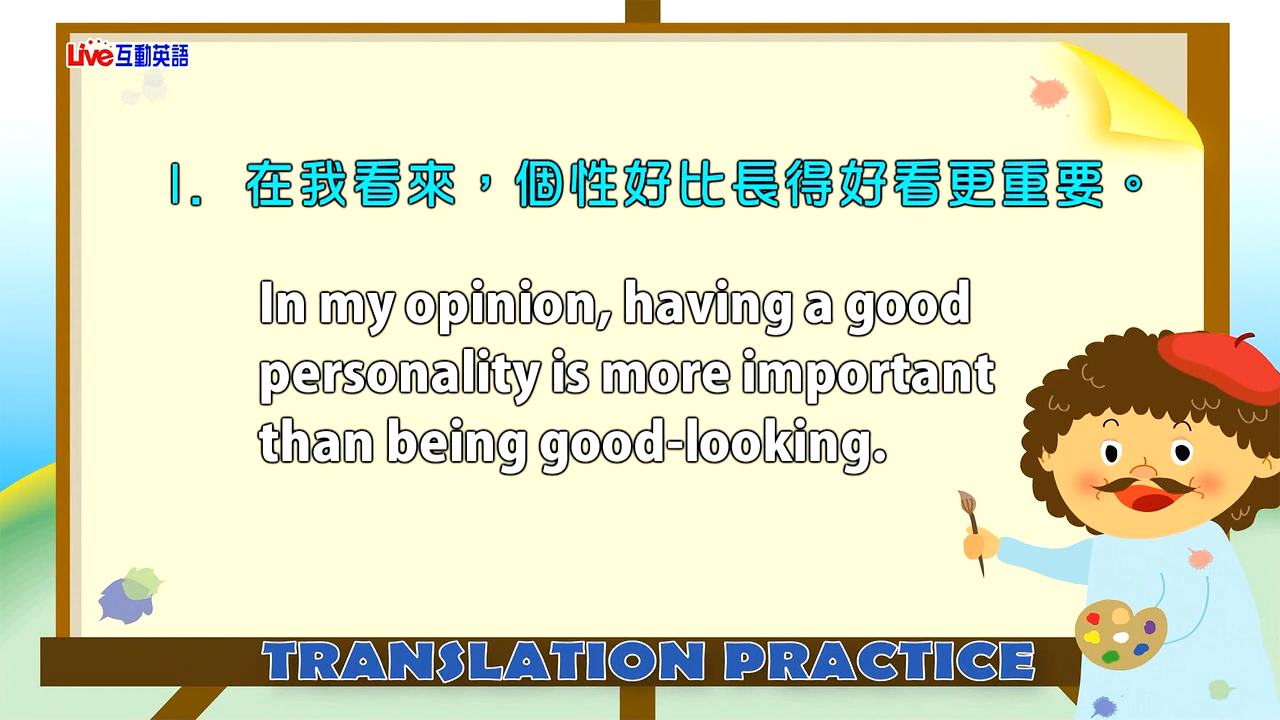 Live互動英語
1. 在我看來，個性好比長得好看更重要。
In my opinion, having a good
personality is more important
than being good-looking.
TRANSLATION PRACTICE